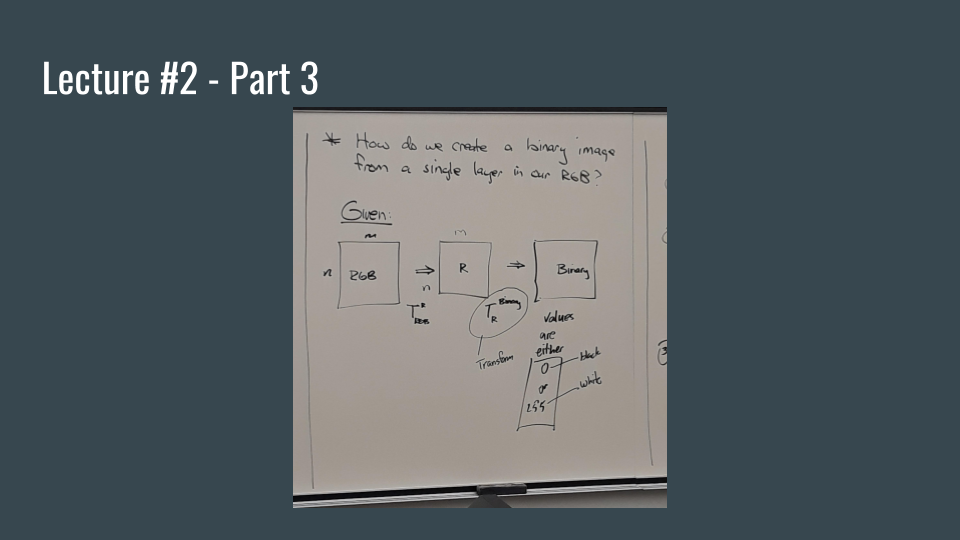 Lecture #2 - Part 3
* How do we create a binary image
from a single layer in our RGB?
Given:
m
m
n
RGB
⇒
R
⇒
Binary
n
T R RGB
T Binary R
values
are
either
Transform
0
black
or
white
255